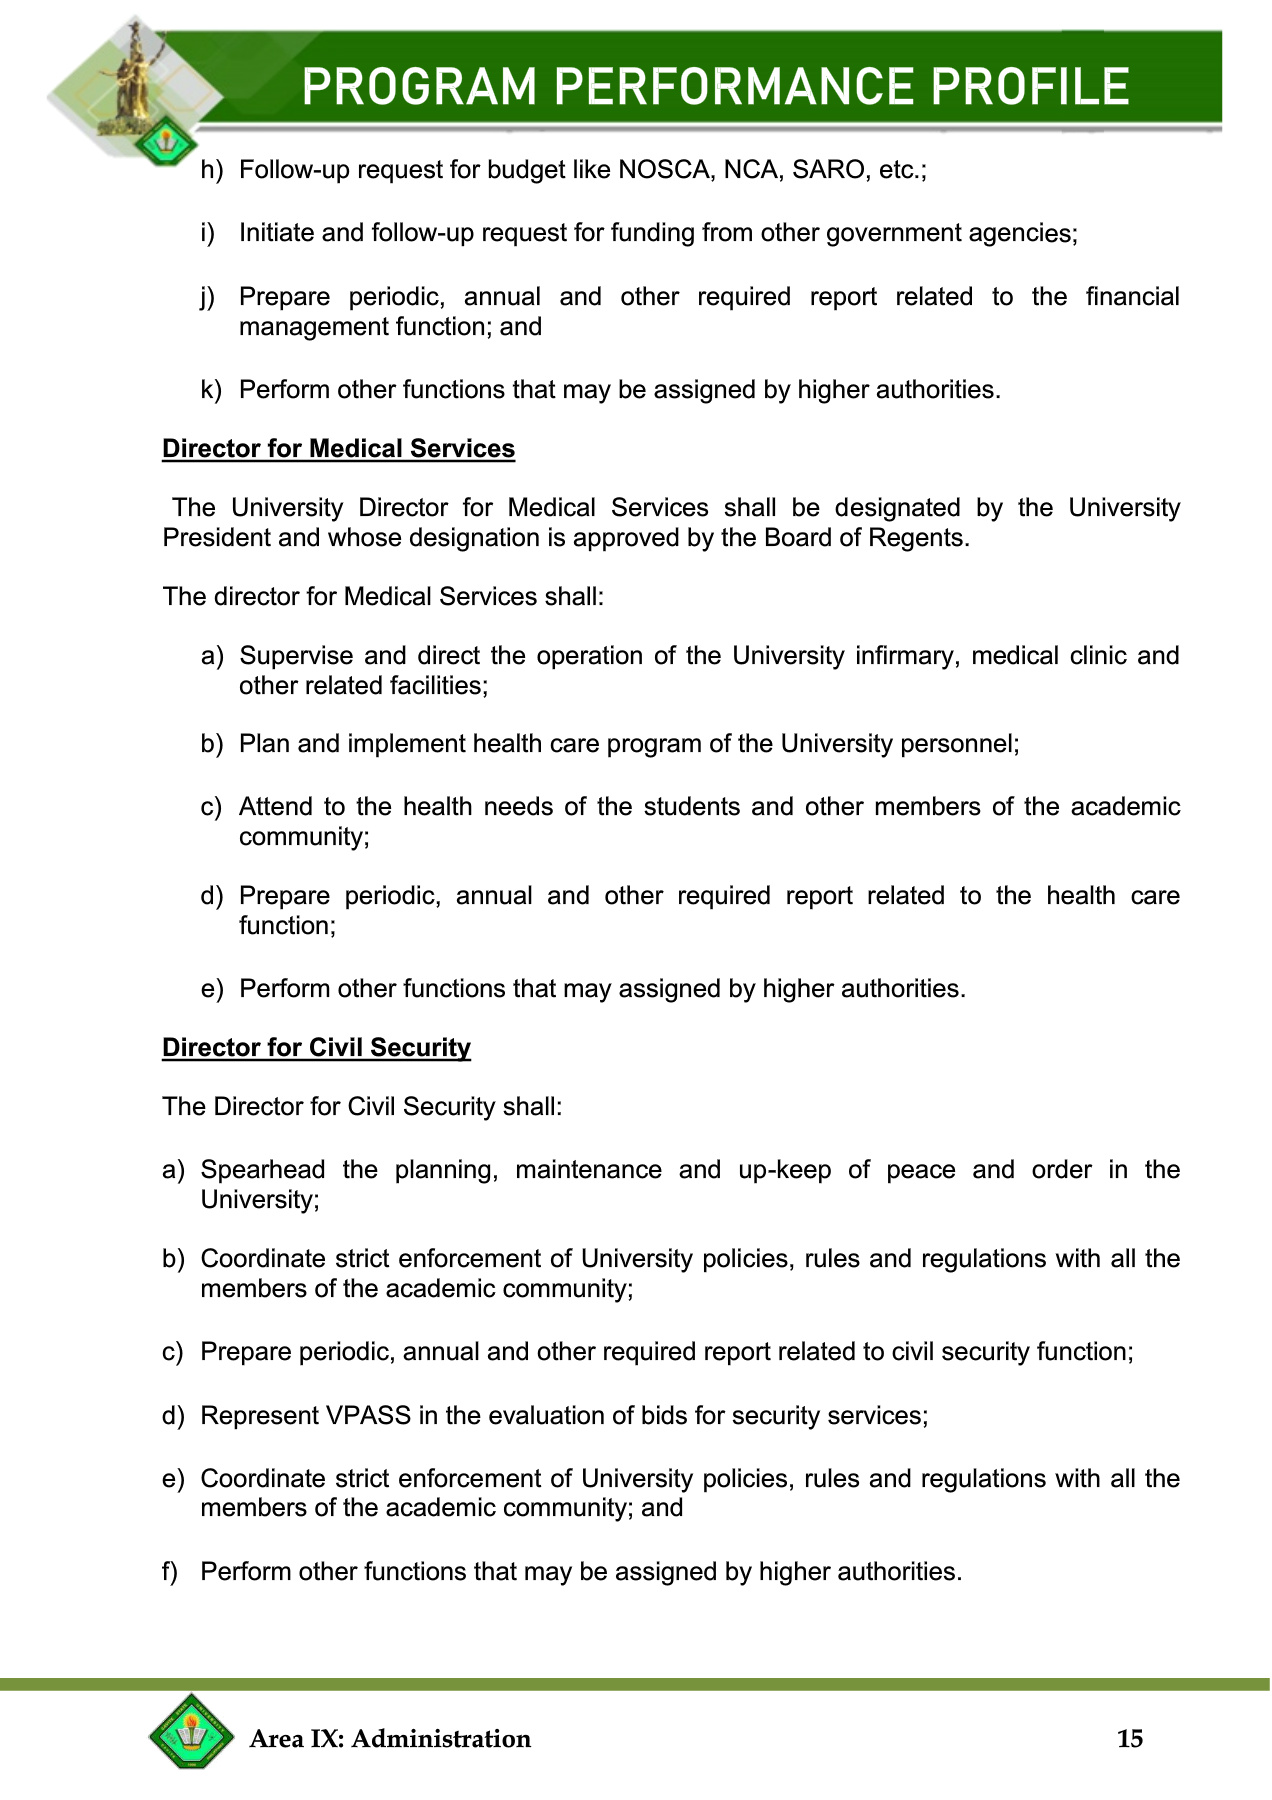 PROGRAM PERFORMANCE PROFILE
h) Follow-up request for budget like NOSCA, NCA, SARO, etc.;
i) Initiate and follow-up request for funding from other government agencies;
j) Prepare periodic, annual and other required report related to the financial
management function; and
k) Perform other functions that may be assigned by higher authorities.
Director for Medical Services
The University Director for Medical Services shall be designated by the University
President and whose designation is approved by the Board of Regents.
The director for Medical Services shall:
a) Supervise and direct the operation of the University infirmary, medical clinic and
other related facilities;
b) Plan and implement health care program of the University personnel;
c) Attend to the health needs of the students and other members of the academic
community;
d) Prepare periodic, annual and other required report related to the health care
function;
e) Perform other functions that may assigned by higher authorities.
Director for Civil Security
The Director for Civil Security shall:
a) Spearhead the planning, maintenance and up-keep of peace and order in the
University;
b) Coordinate strict enforcement of University policies, rules and regulations with all the
members of the academic community;
c) Prepare periodic, annual and other required report related to civil security function;
d) Represent VPASS in the evaluation of bids for security services;
e) Coordinate strict enforcement of University policies, rules and regulations with all the
members of the academic community; and
f) Perform other functions that may be assigned by higher authorities.
Area IX: Administration 15